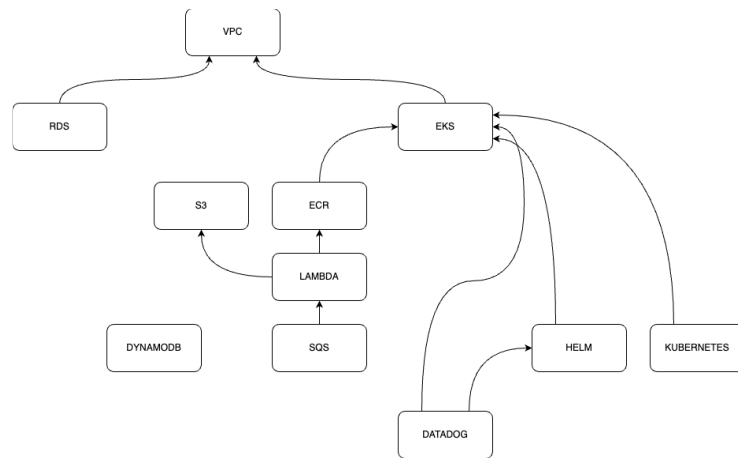 VPC
RDS
EKS
S3
ECR
LAMBDA
DYNAMODB
SQS
HELM
KUBERNETES
DATADOG